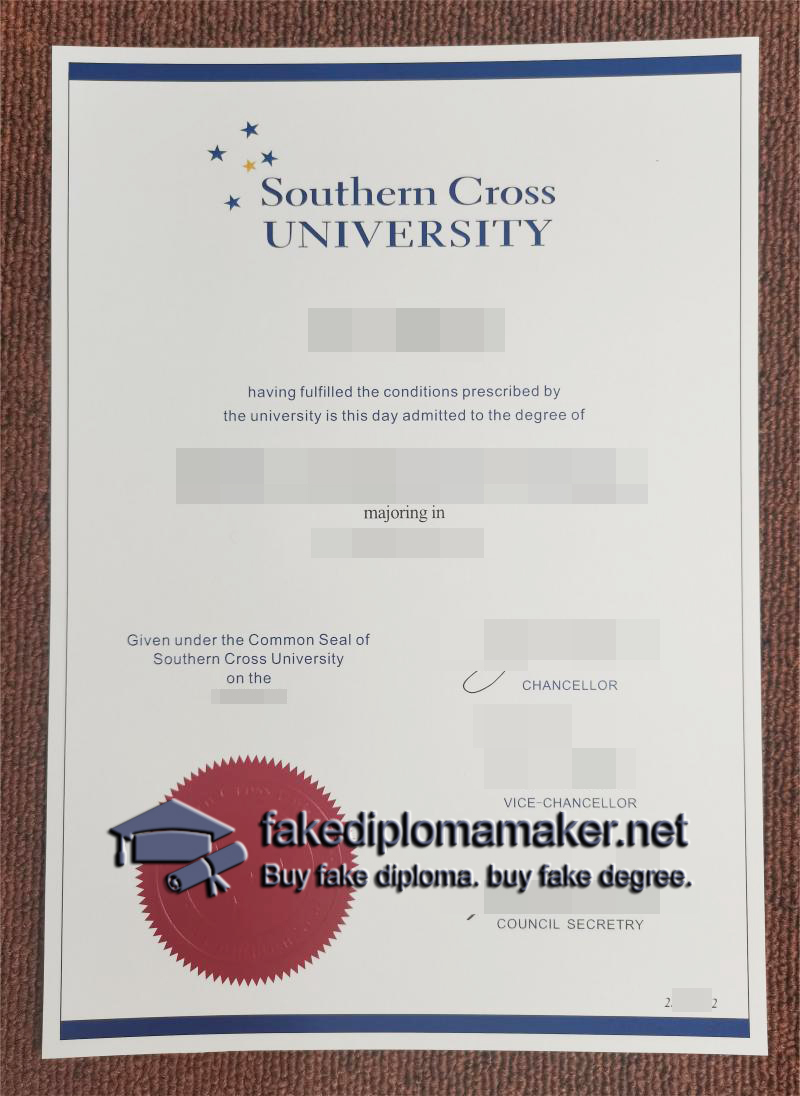 Southern Cross
UNIVERSITY
having fulfilled the conditions prescribed by
the university is this day admitted to the degree of
majoring in
Given under the Common Seal of
Southern Cross University
on the
CHANCELLOR
VICE-CHANCELLOR
fakediplomamaker.net
Buy fake diploma. buy fake degree.
COUNCIL SECRETRY